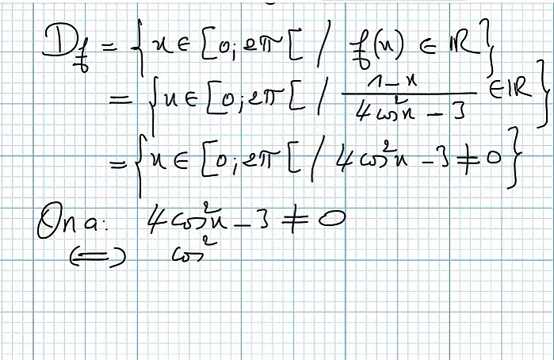 D_f = {x ∈ [0; 2π[ / f(x) ∈ ℝ}
= {x ∈ [0; 2π[ / (1 - x)/(4cos²x - 3) ∈ ℝ}
= {x ∈ [0; 2π[ / 4cos²x - 3 ≠ 0}
On a: 4cos²x - 3 ≠ 0
⟺ cos²